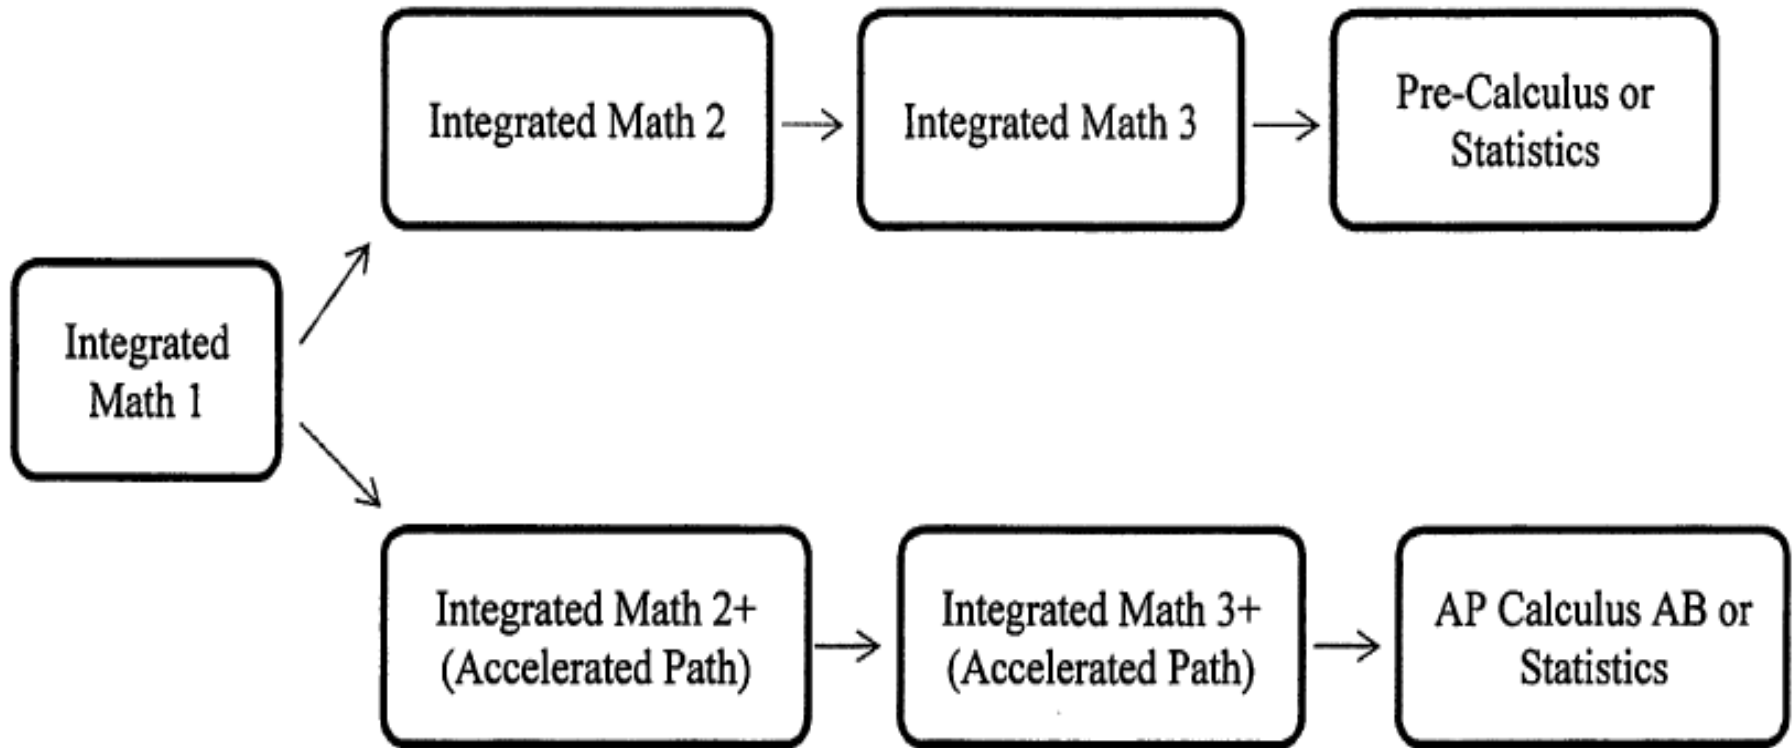 Integrated Math 2
Integrated Math 3
Pre-Calculus or
Statistics
Integrated
Math 1
Integrated Math 2+
(Accelerated Path)
Integrated Math 3+
(Accelerated Path)
AP Calculus AB or
Statistics